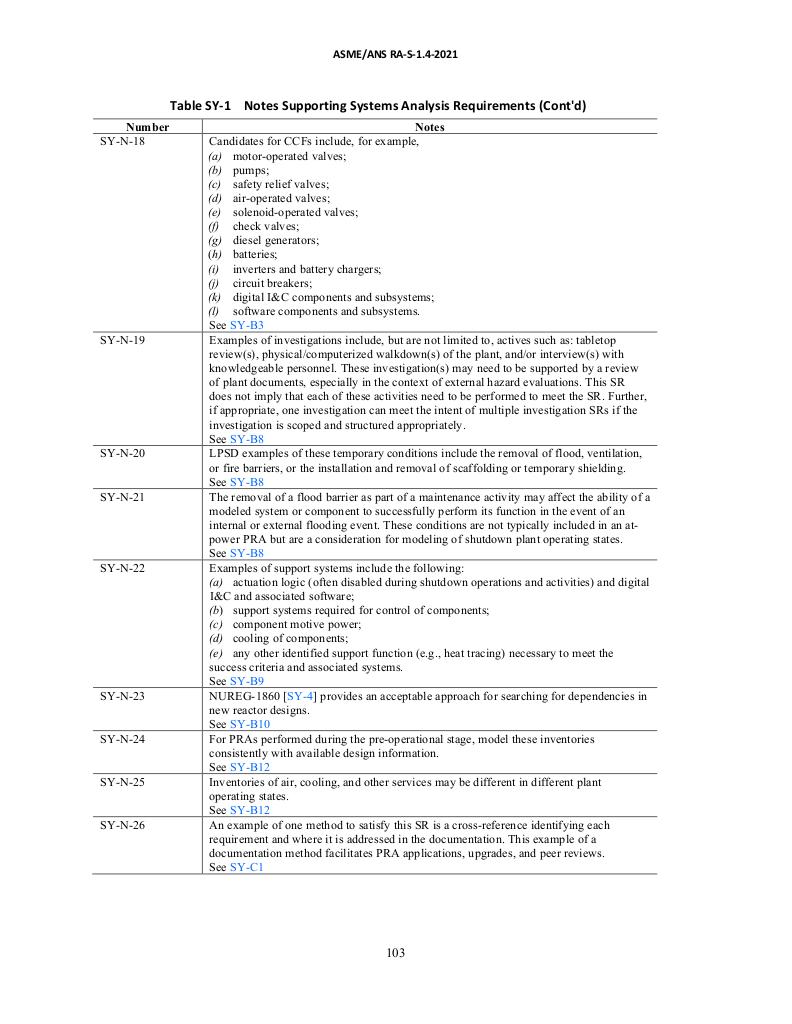 ASME/ANS RA-S-1.4-2021
Table SY-1 Notes Supporting Systems Analysis Requirements (Cont'd)
Number Notes
SY-N-18 Candidates for CCFs include, for example,
(a) motor-operated valves;
(b) pumps;
(c) safety relief valves;
(d) air-operated valves;
(e) solenoid-operated valves;
(f) check valves;
(g) diesel generators;
(h) batteries;
(i) inverters and battery chargers;
(j) circuit breakers;
(k) digital I&C components and subsystems;
(l) software components and subsystems.
See SY-B3
SY-N-19 Examples of investigations include, but are not limited to, actives such as: tabletop
review(s), physical/computerized walkdown(s) of the plant, and/or interview(s) with
knowledgeable personnel. These investigation(s) may need to be supported by a review
of plant documents, especially in the context of external hazard evaluations. This SR
does not imply that each of these activities need to be performed to meet the SR. Further,
if appropriate, one investigation can meet the intent of multiple investigation SRs if the
investigation is scoped and structured appropriately.
See SY-B8
SY-N-20 LPSD examples of these temporary conditions include the removal of flood, ventilation,
or fire barriers, or the installation and removal of scaffolding or temporary shielding.
See SY-B8
SY-N-21 The removal of a flood barrier as part of a maintenance activity may affect the ability of a
modeled system or component to successfully perform its function in the event of an
internal or external flooding event. These conditions are not typically included in an at-
power PRA but are a consideration for modeling of shutdown plant operating states.
See SY-B8
SY-N-22 Examples of support systems include the following:
(a) actuation logic (often disabled during shutdown operations and activities) and digital
I&C and associated software;
(b) support systems required for control of components;
(c) component motive power;
(d) cooling of components;
(e) any other identified support function (e.g., heat tracing) necessary to meet the
success criteria and associated systems.
See SY-B9
SY-N-23 NUREG-1860 [SY-4] provides an acceptable approach for searching for dependencies in
new reactor designs.
See SY-B10
SY-N-24 For PRAs performed during the pre-operational stage, model these inventories
consistently with available design information.
See SY-B12
SY-N-25 Inventories of air, cooling, and other services may be different in different plant
operating states.
See SY-B12
SY-N-26 An example of one method to satisfy this SR is a cross-reference identifying each
requirement and where it is addressed in the documentation. This example of a
documentation method facilitates PRA applications, upgrades, and peer reviews.
See SY-C1
103